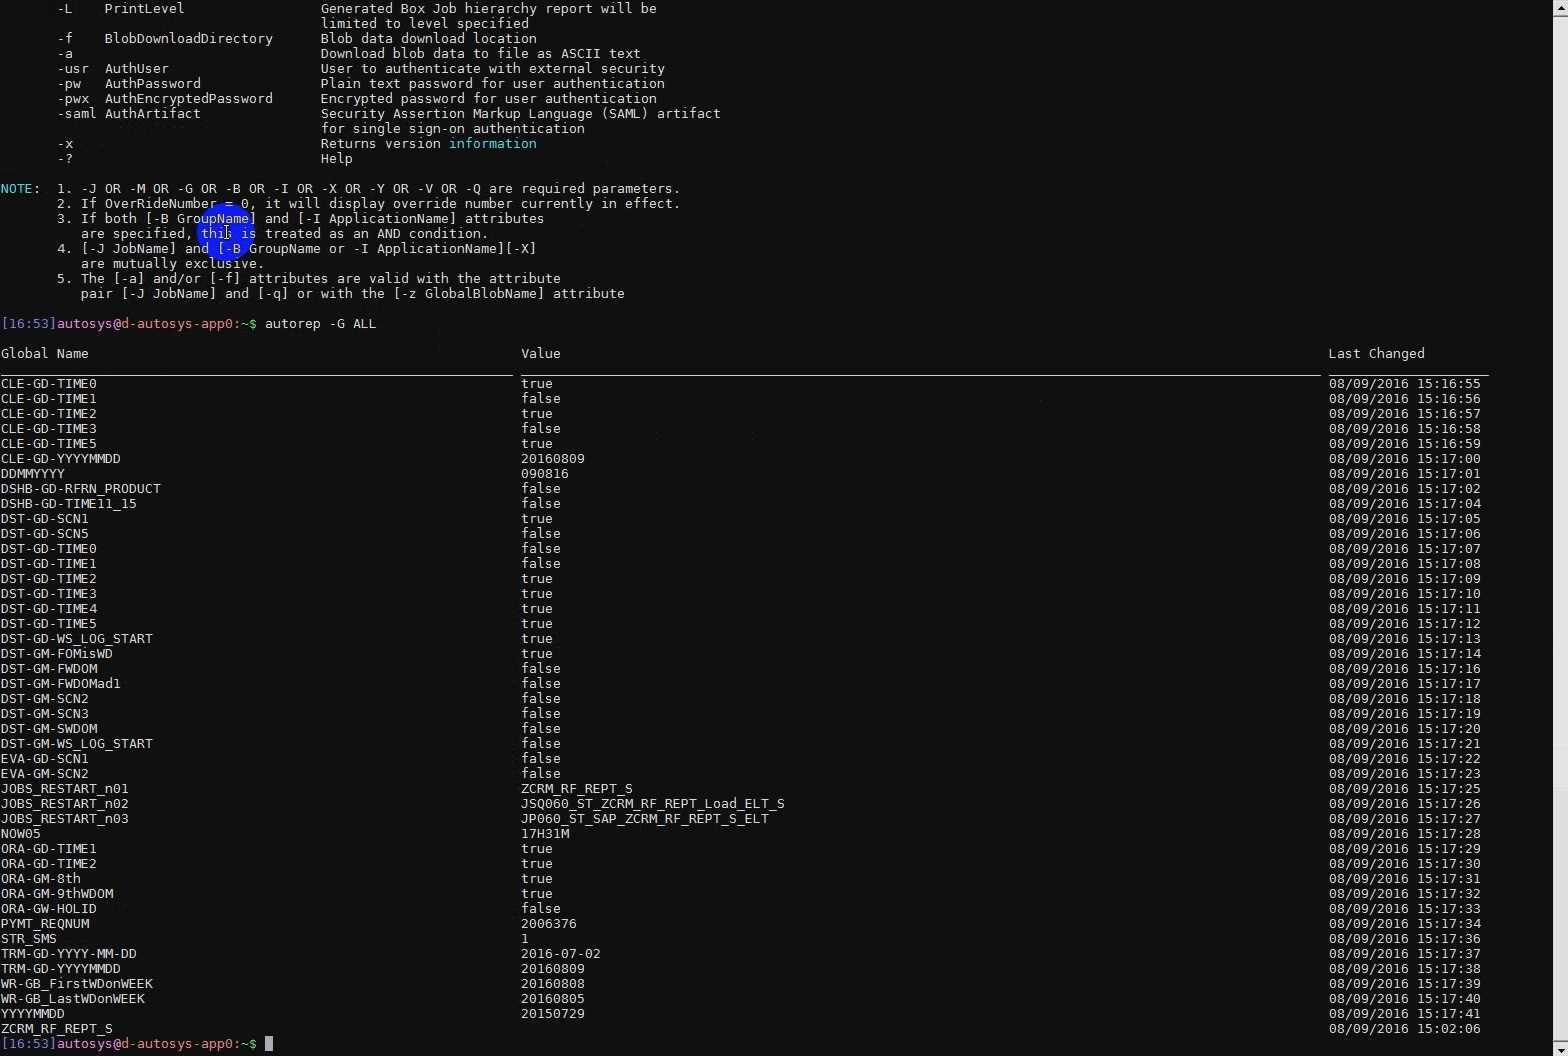 -L PrintLevel Generated Box Job hierarchy report will be
limited to level specified
-f BlobDownloadDirectory Blob data download location
-a Download blob data to file as ASCII text
-usr AuthUser User to authenticate with external security
-pw AuthPassword Plain text password for user authentication
-pwx AuthEncryptedPassword Encrypted password for user authentication
-saml AuthArtifact Security Assertion Markup Language (SAML) artifact
for single sign-on authentication
-x Returns version information
-? Help
NOTE: 1. -J OR -M OR -G OR -B OR -I OR -X OR -Y OR -V OR -Q are required parameters.
2. If OverRideNumber = 0, it will display override number currently in effect.
3. If both [-B GroupName] and [-I ApplicationName] attributes
are specified, this is treated as an AND condition.
4. [-J JobName] and [-B GroupName or -I ApplicationName][-X]
are mutually exclusive.
5. The [-a] and/or [-f] attributes are valid with the attribute
pair [-J JobName] and [-q] or with the [-z GlobalBlobName] attribute
[16:53]autosys@d-autosys-app0:~$ autorep -G ALL
Global Name Value Last Changed
CLE-GD-TIME0 true 08/09/2016 15:16:55
CLE-GD-TIME1 false 08/09/2016 15:16:56
CLE-GD-TIME2 true 08/09/2016 15:16:57
CLE-GD-TIME3 false 08/09/2016 15:16:58
CLE-GD-TIME5 true 08/09/2016 15:16:59
CLE-GD-YYYYMMDD 20160809 08/09/2016 15:17:00
DDMMYYYY 090816 08/09/2016 15:17:01
DSHB-GD-RFRN_PRODUCT false 08/09/2016 15:17:02
DSHB-GD-TIME11_15 false 08/09/2016 15:17:04
DST-GD-SCN1 true 08/09/2016 15:17:05
DST-GD-SCN5 false 08/09/2016 15:17:06
DST-GD-TIME0 false 08/09/2016 15:17:07
DST-GD-TIME1 false 08/09/2016 15:17:08
DST-GD-TIME2 true 08/09/2016 15:17:09
DST-GD-TIME3 true 08/09/2016 15:17:10
DST-GD-TIME4 true 08/09/2016 15:17:11
DST-GD-TIME5 true 08/09/2016 15:17:12
DST-GD-WS_LOG_START true 08/09/2016 15:17:13
DST-GM-FOMisWD true 08/09/2016 15:17:14
DST-GM-FWDOM false 08/09/2016 15:17:16
DST-GM-FWDOMad1 false 08/09/2016 15:17:17
DST-GM-SCN2 false 08/09/2016 15:17:18
DST-GM-SCN3 false 08/09/2016 15:17:19
DST-GM-SWDOM false 08/09/2016 15:17:20
DST-GM-WS_LOG_START false 08/09/2016 15:17:21
EVA-GD-SCN1 false 08/09/2016 15:17:22
EVA-GM-SCN2 false 08/09/2016 15:17:23
JOBS_RESTART_n01 ZCRM_RF_REPT_S 08/09/2016 15:17:25
JOBS_RESTART_n02 JSQ060_ST_ZCRM_RF_REPT_Load_ELT_S 08/09/2016 15:17:26
JOBS_RESTART_n03 JP060_ST_SAP_ZCRM_RF_REPT_S_ELT 08/09/2016 15:17:27
NOW05 17H31M 08/09/2016 15:17:28
ORA-GD-TIME1 true 08/09/2016 15:17:29
ORA-GD-TIME2 true 08/09/2016 15:17:30
ORA-GM-8th true 08/09/2016 15:17:31
ORA-GM-9thWDOM true 08/09/2016 15:17:32
ORA-GW-HOLID false 08/09/2016 15:17:33
PYMT_REQNUM 2006376 08/09/2016 15:17:34
STR_SMS 1 08/09/2016 15:17:36
TRM-GD-YYYY-MM-DD 2016-07-02 08/09/2016 15:17:37
TRM-GD-YYYYMMDD 20160809 08/09/2016 15:17:38
WR-GB_FirstWDonWEEK 20160808 08/09/2016 15:17:39
WR-GB_LastWDonWEEK 20160805 08/09/2016 15:17:40
YYYYMMDD 20150729 08/09/2016 15:17:41
ZCRM_RF_REPT_S 08/09/2016 15:02:06
[16:53]autosys@d-autosys-app0:~$